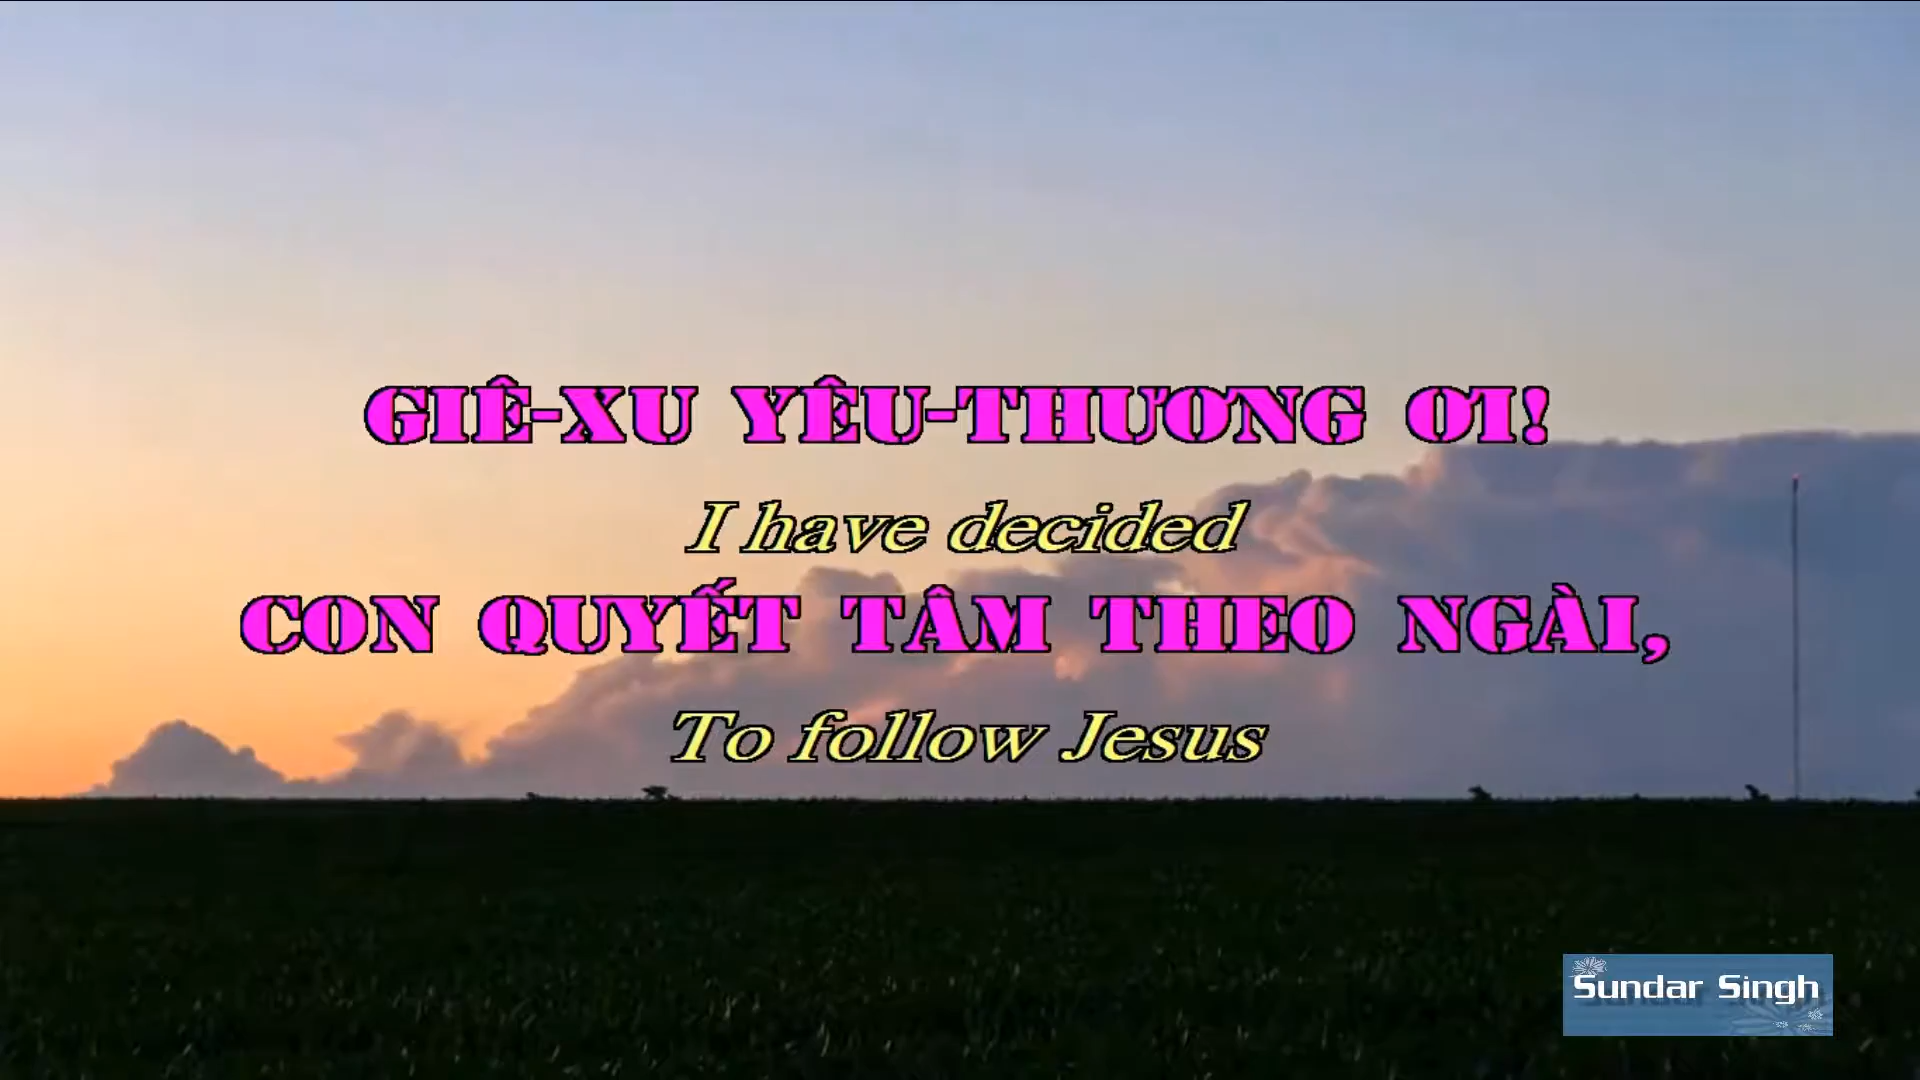 GIÊ-XU YÊU-THƯƠNG ƠI!
I have decided
CON QUYẾT TÂM THEO NGÀI,
To follow Jesus
Sundar Singh